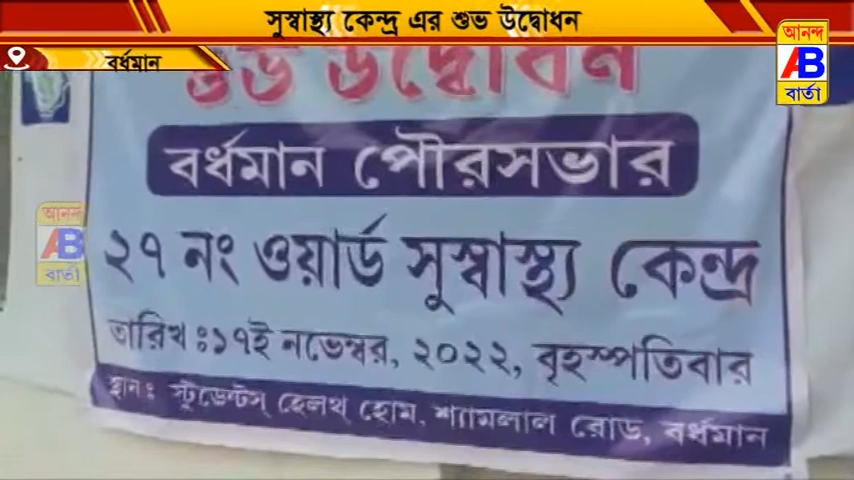 সুস্বাস্থ্য কেন্দ্র এর শুভ উদ্বোধন
বর্ধমান
আনন্দ
AB
বার্তা
শুভ উদ্বোধন
বর্ধমান পৌরসভার
২৭ নং ওয়ার্ড সুস্বাস্থ্য কেন্দ্র
তারিখ ঃ ১৭ই নভেম্বর, ২০২২, বৃহস্পতিবার
স্থান ঃ স্টুডেন্টস্ হেলথ্ হোম, শ্যামলাল রোড, বর্ধমান
আনন্দ
AB
বার্তা